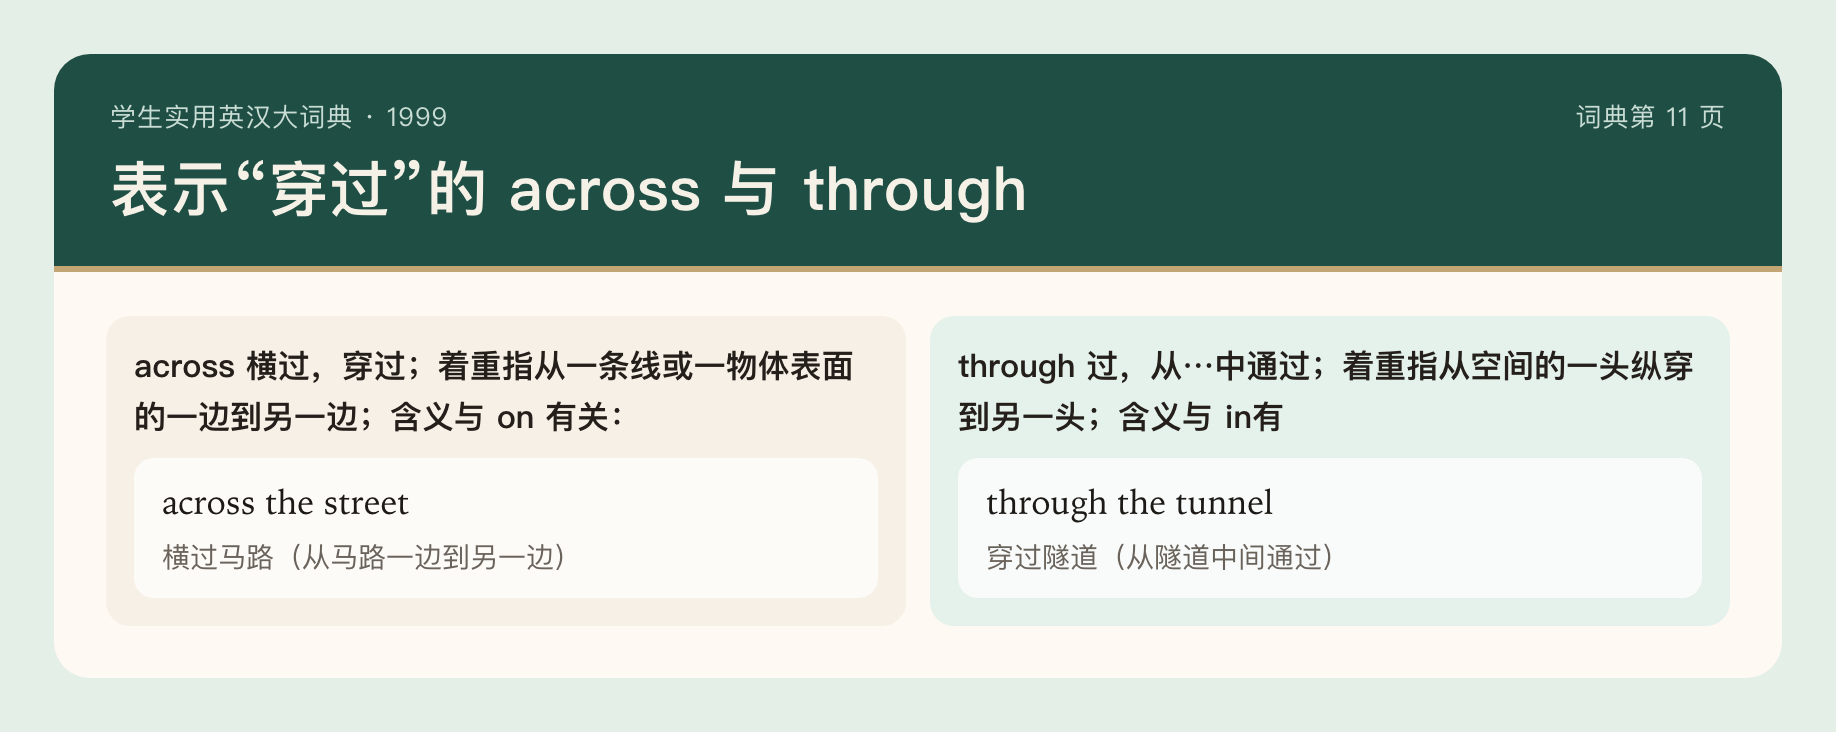 学生实用英汉大词典 · 1999
词典第 11 页
表示“穿过”的 across 与 through
across 横过，穿过；着重指从一条线或一物体表面
的一边到另一边；含义与 on 有关：
across the street
横过马路（从马路一边到另一边）
through 过，从…中通过；着重指从空间的一头纵穿
到另一头；含义与 in有
through the tunnel
穿过隧道（从隧道中间通过）